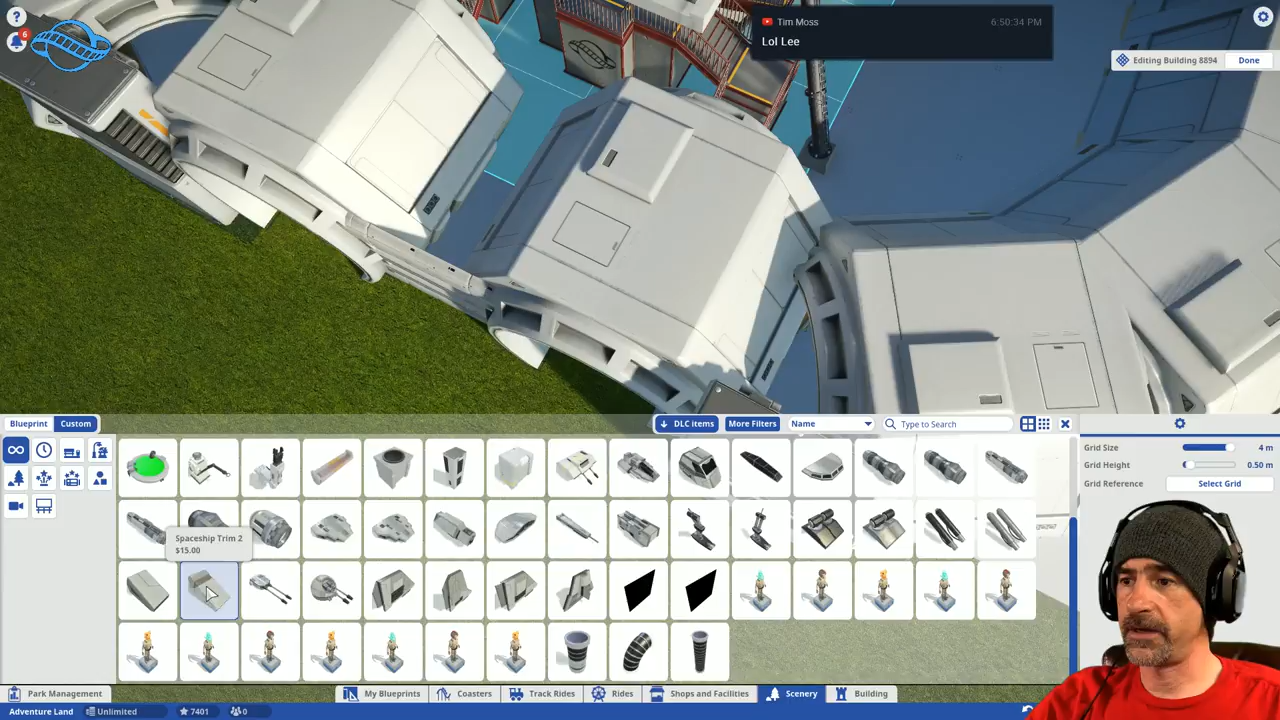 ?
6
Tim Moss
6:50:34 PM
Lol Lee
Editing Building 8894
Done
Blueprint
Custom
DLC items
More Filters
Name
Type to Search
Grid Size
4 m
Grid Height
0.50 m
Grid Reference
Select Grid
Spaceship Trim 2
$15.00
Park Management
My Blueprints
Coasters
Track Rides
Rides
Shops and Facilities
Scenery
Building
Adventure Land
Unlimited
7401
0